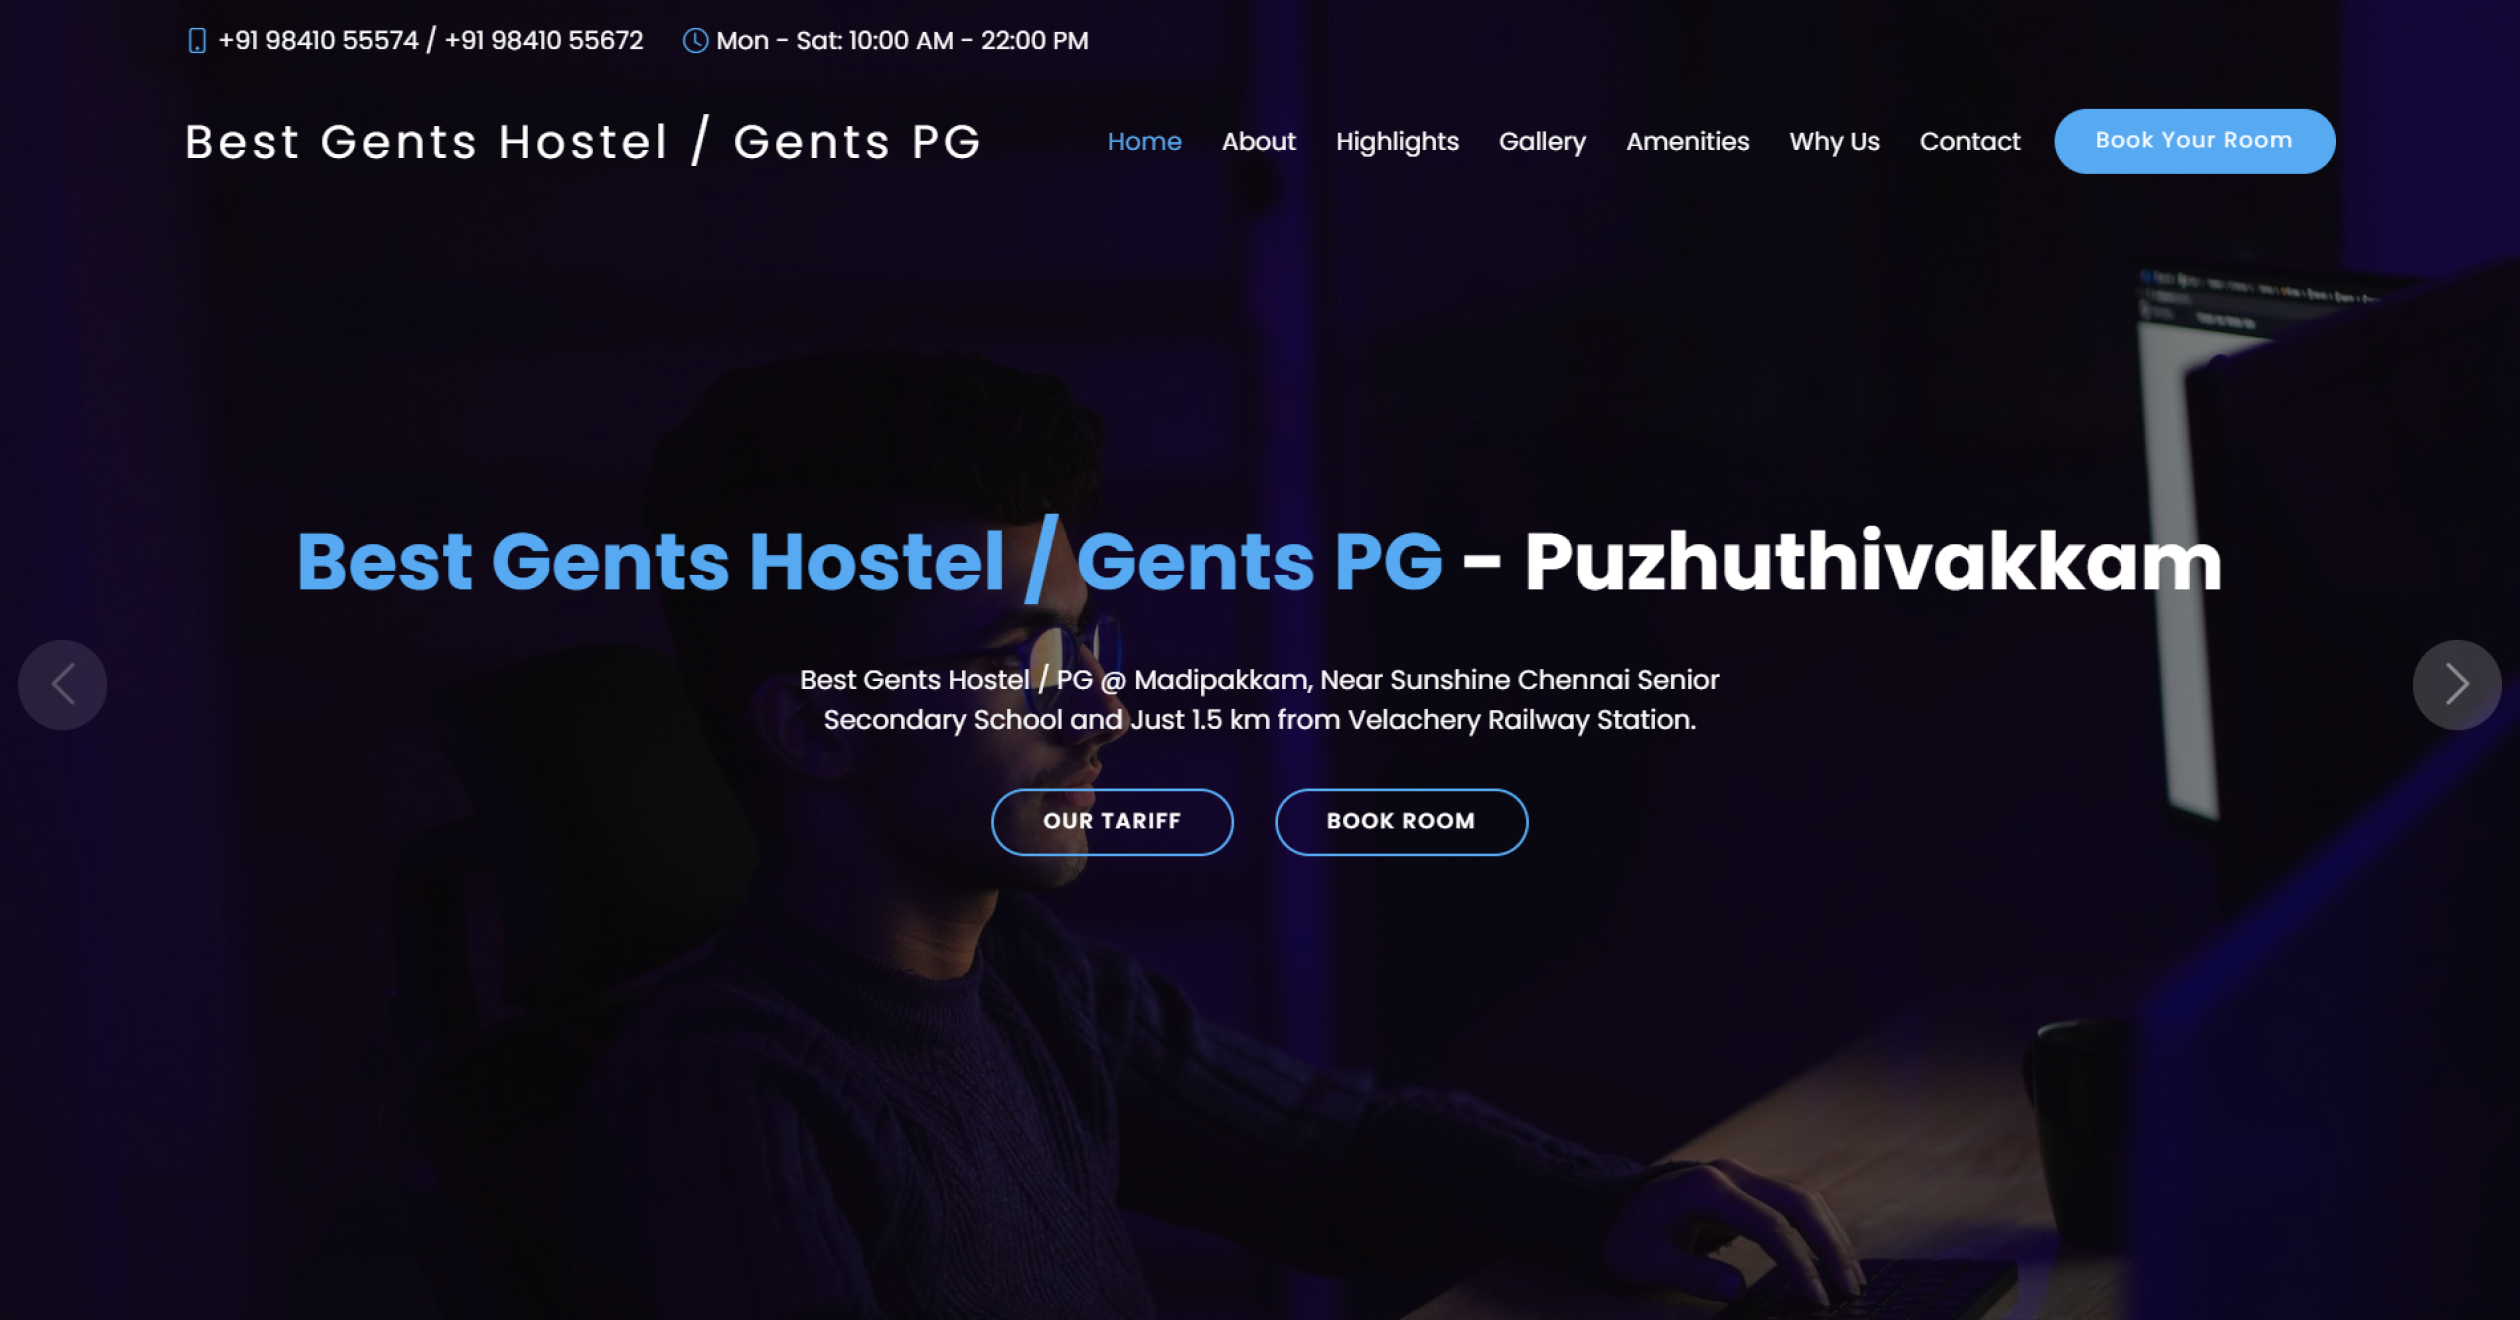 +91 98410 55574 / +91 98410 55672 Mon - Sat: 10:00 AM - 22:00 PM
Best Gents Hostel / Gents PG
Home About Highlights Gallery Amenities Why Us Contact Book Your Room
Best Gents Hostel / Gents PG - Puzhuthivakkam
Best Gents Hostel / PG @ Madipakkam, Near Sunshine Chennai Senior
Secondary School and Just 1.5 km from Velachery Railway Station.
OUR TARIFF BOOK ROOM